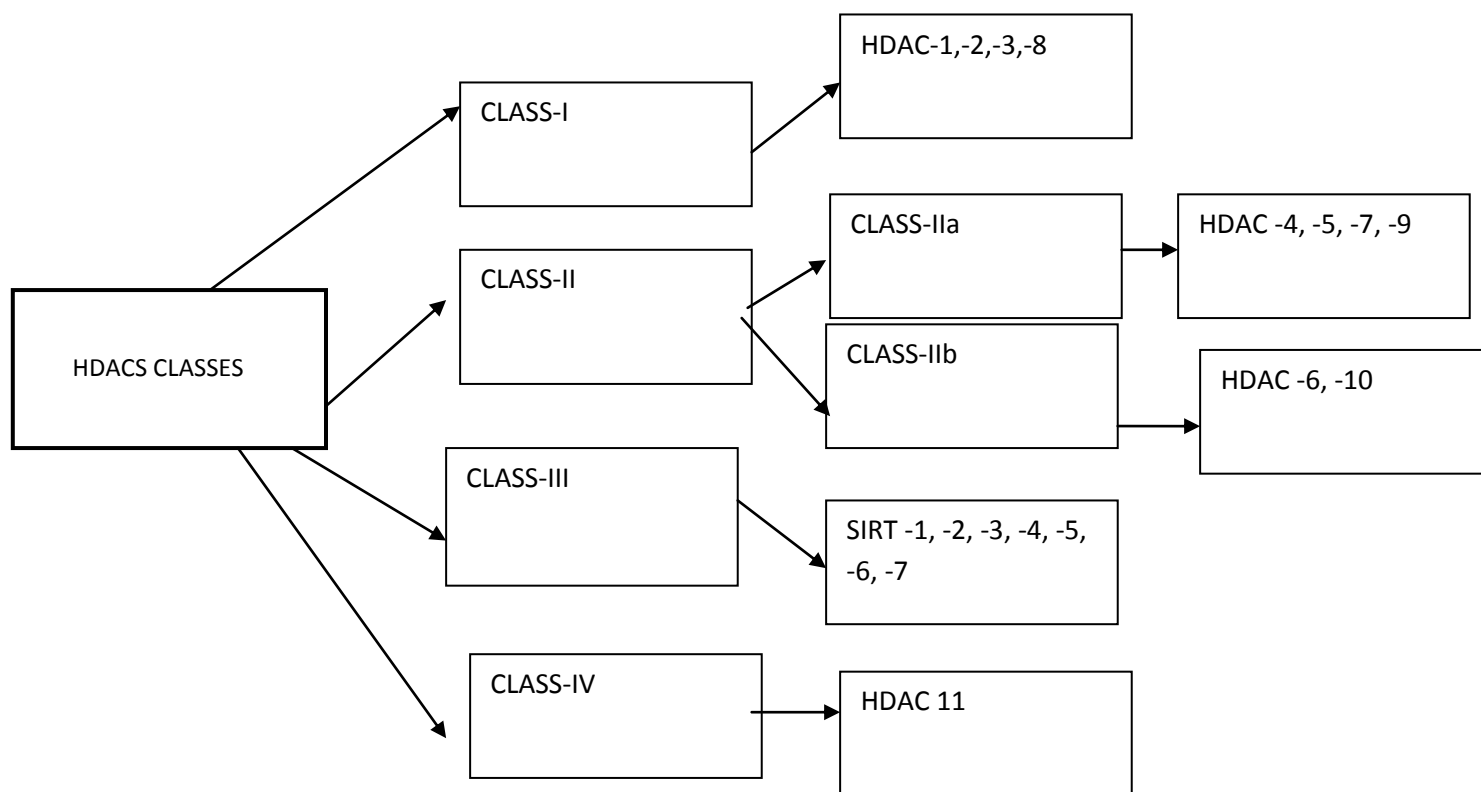 HDACS CLASSES
CLASS-I
HDAC-1,-2,-3,-8
CLASS-II
CLASS-IIa
HDAC -4, -5, -7, -9
CLASS-IIb
HDAC -6, -10
CLASS-III
SIRT -1, -2, -3, -4, -5,
-6, -7
CLASS-IV
HDAC 11